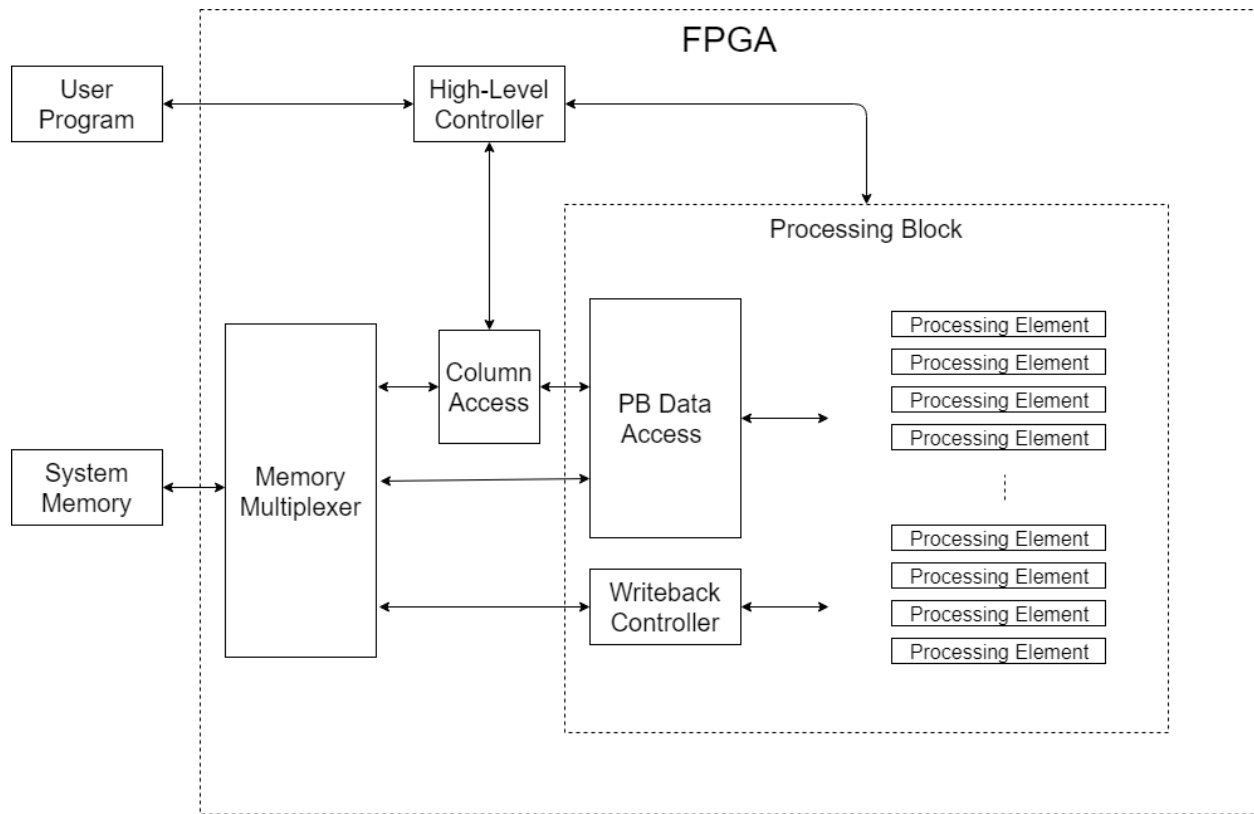 FPGA
User
Program
High-Level
Controller
Processing Block
Processing Element
Processing Element
Processing Element
Processing Element
Column
Access
PB Data
Access
System
Memory
Memory
Multiplexer
Processing Element
Processing Element
Processing Element
Processing Element
Writeback
Controller